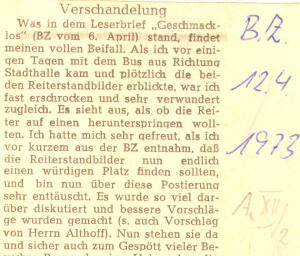 Verschandelung
Was in dem Leserbrief „Geschmack-
los“ (BZ vom 6. April) stand, findet
meinen vollen Beifall. Als ich vor eini-
gen Tagen mit dem Bus aus Richtung
Stadthalle kam und plötzlich die bei-
den Reiterstandbilder erblickte, war ich
fast erschrocken und sehr verwundert
zugleich. Es sieht aus, als ob die Rei-
ter auf einen herunterspringen woll-
ten. Ich hatte mich sehr gefreut, als ich
vor kurzem aus der BZ entnahm, daß
die Reiterstandbilder nun endlich
einen würdigen Platz finden sollten,
und bin nun über diese Postierung
sehr enttäuscht. Es wurde so viel dar-
über diskutiert und bessere Vorschlä-
ge wurden gemacht (s. auch Vorschlag
von Herrn Althoff). Nun stehen sie da
und sicher auch zum Gespött vieler Be-
B.Z.
12.4.
1973
A XII/2